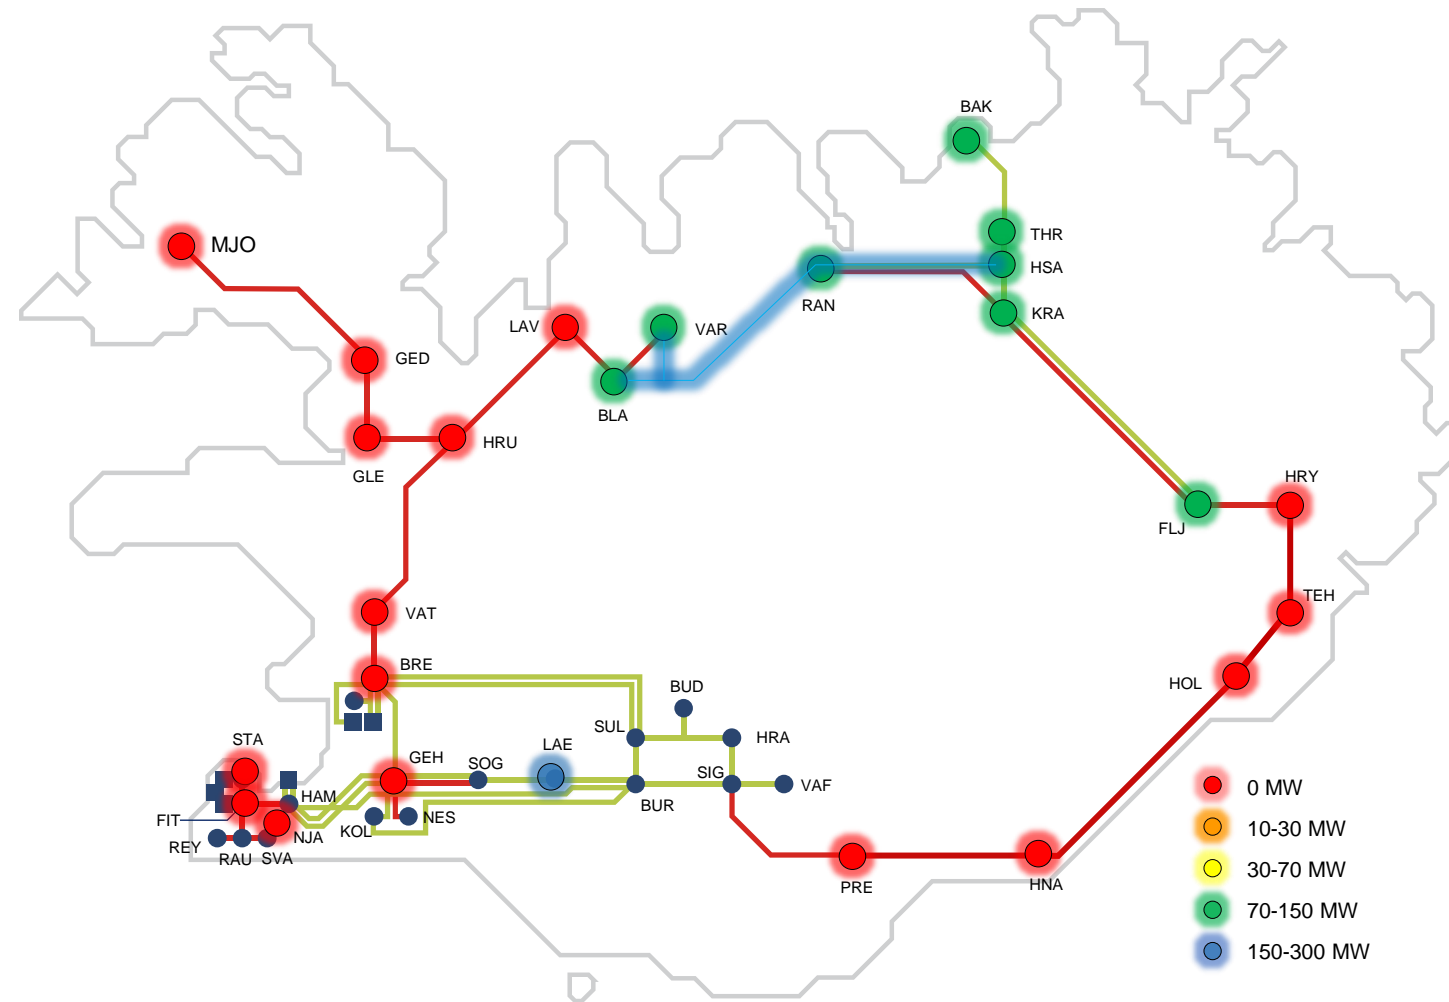 BAK
THR
MJO
HSA
RAN
KRA
LAV
VAR
GED
BLA
HRU
GLE
HRY
FLJ
TEH
VAT
BRE
HOL
BUD
SUL
HRA
STA
GEH
SOG
LAE
SIG
VAF
HAM
BUR
FIT
NES
KOL
NJA
REY
RAU
SVA
PRE
HNA
0 MW
10-30 MW
30-70 MW
70-150 MW
150-300 MW